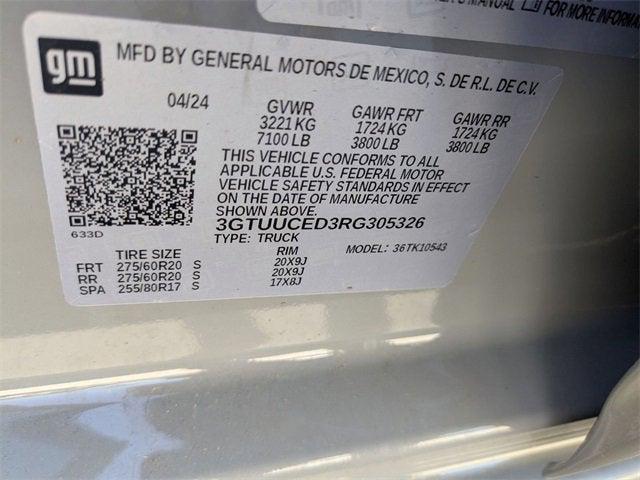 ER'S MANUAL
FOR MORE INFORMA
gm
MFD BY GENERAL MOTORS DE MEXICO, S. DE R.L. DE C.V.
04/24 GVWR GAWR FRT GAWR RR
3221 KG 1724 KG 1724 KG
7100 LB 3800 LB 3800 LB
THIS VEHICLE CONFORMS TO ALL
APPLICABLE U.S. FEDERAL MOTOR
VEHICLE SAFETY STANDARDS IN EFFECT
ON THE DATE OF MANUFACTURE
SHOWN ABOVE.
633D
3GTUUCED3RG305326
TYPE: TRUCK MODEL: 36TK10543
TIRE SIZE RIM
FRT 275/60R20 S 20X9J
RR 275/60R20 S 20X9J
SPA 255/80R17 S 17X8J